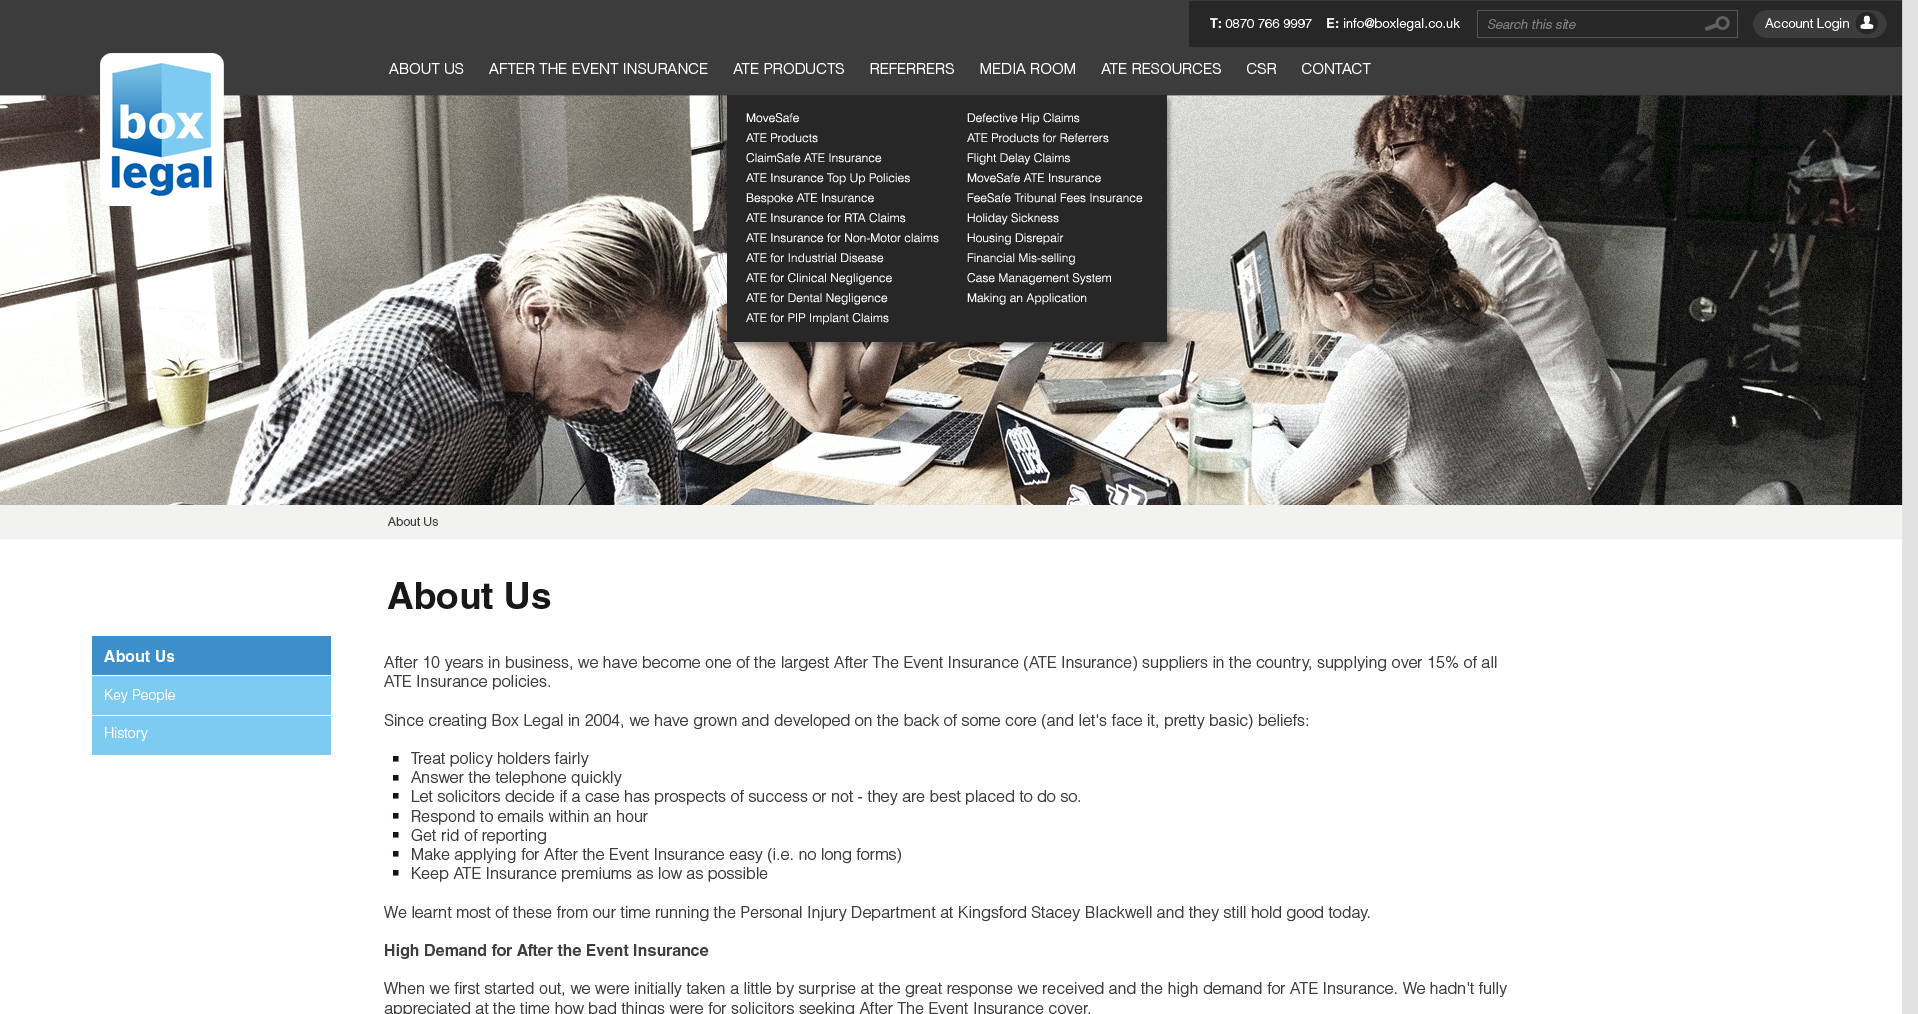 T: 0870 766 9997 E: info@boxlegal.co.uk Search this site Account Login
box
legal
ABOUT US AFTER THE EVENT INSURANCE ATE PRODUCTS REFERRERS MEDIA ROOM ATE RESOURCES CSR CONTACT
MoveSafe
ATE Products
ClaimSafe ATE Insurance
ATE Insurance Top Up Policies
Bespoke ATE Insurance
ATE Insurance for RTA Claims
ATE Insurance for Non-Motor claims
ATE for Industrial Disease
ATE for Clinical Negligence
ATE for Dental Negligence
ATE for PIP Implant Claims
Defective Hip Claims
ATE Products for Referrers
Flight Delay Claims
MoveSafe ATE Insurance
FeeSafe Tribunal Fees Insurance
Holiday Sickness
Housing Disrepair
Financial Mis-selling
Case Management System
Making an Application
GOOD
LUCK
About Us
About Us
About Us
Key People
History
After 10 years in business, we have become one of the largest After The Event Insurance (ATE Insurance) suppliers in the country, supplying over 15% of all
ATE Insurance policies.
Since creating Box Legal in 2004, we have grown and developed on the back of some core (and let's face it, pretty basic) beliefs:
Treat policy holders fairly
Answer the telephone quickly
Let solicitors decide if a case has prospects of success or not - they are best placed to do so.
Respond to emails within an hour
Get rid of reporting
Make applying for After the Event Insurance easy (i.e. no long forms)
Keep ATE Insurance premiums as low as possible
We learnt most of these from our time running the Personal Injury Department at Kingsford Stacey Blackwell and they still hold good today.
High Demand for After the Event Insurance
When we first started out, we were initially taken a little by surprise at the great response we received and the high demand for ATE Insurance. We hadn't fully
appreciated at the time how bad things were for solicitors seeking After The Event Insurance cover.